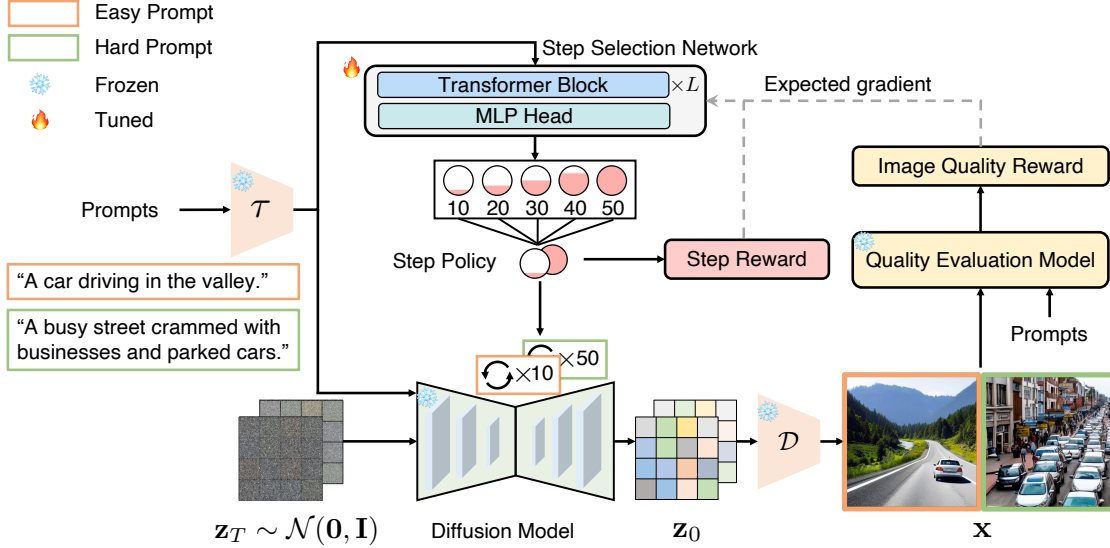 Easy Prompt
Hard Prompt
Frozen
Tuned
Step Selection Network
Transformer Block
×L
MLP Head
Expected gradient
Image Quality Reward
10 20 30 40 50
Prompts
𝒯
Step Policy
Step Reward
Quality Evaluation Model
“A car driving in the valley.”
“A busy street crammed with
businesses and parked cars.”
Prompts
×50
×10
𝒟
z_T ∼ 𝒩(0, I)
Diffusion Model
z_0
x